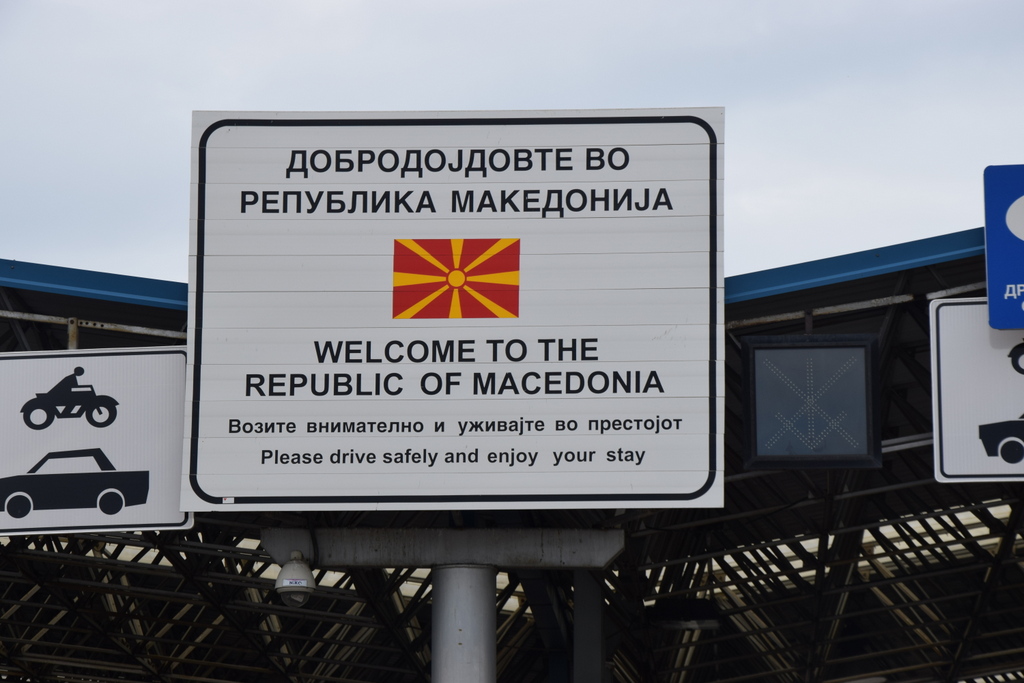 ДОБРОДОЈДОВТЕ ВО
РЕПУБЛИКА МАКЕДОНИЈА
WELCOME TO THE
REPUBLIC OF MACEDONIA
Возите внимателно и уживајте во престојот
Please drive safely and enjoy your stay